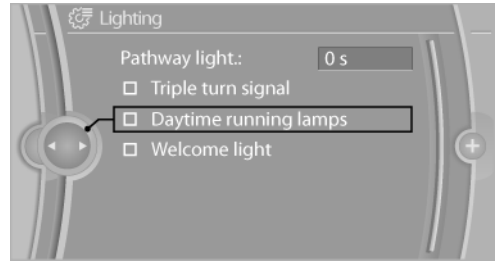 Lighting
Pathway light.: 0 s
Triple turn signal
Daytime running lamps
Welcome light